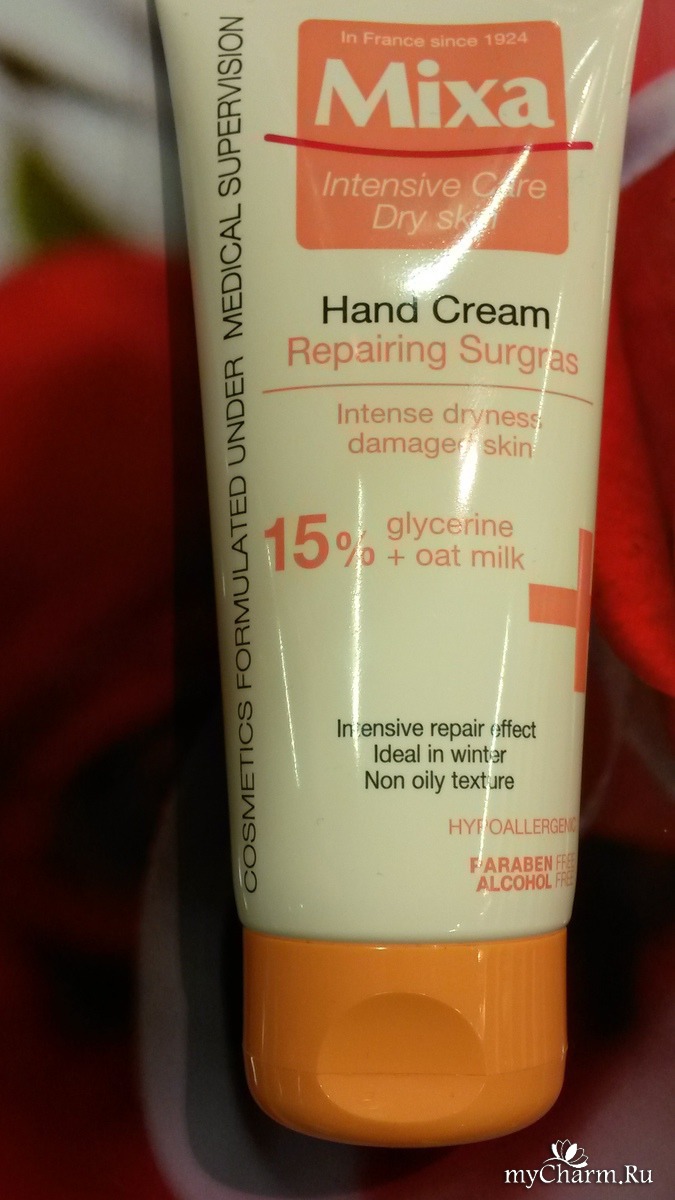 In France since 1924
Mixa
Intensive Care
Dry skin
Hand Cream
Repairing Surgras
Intense dryness
damaged skin
15% glycerine
+ oat milk
Intensive repair effect
Ideal in winter
Non oily texture
HYPOALLERGENIC
PARABEN FREE
ALCOHOL FREE
COSMETICS FORMULATED UNDER MEDICAL SUPERVISION
myCharm.Ru